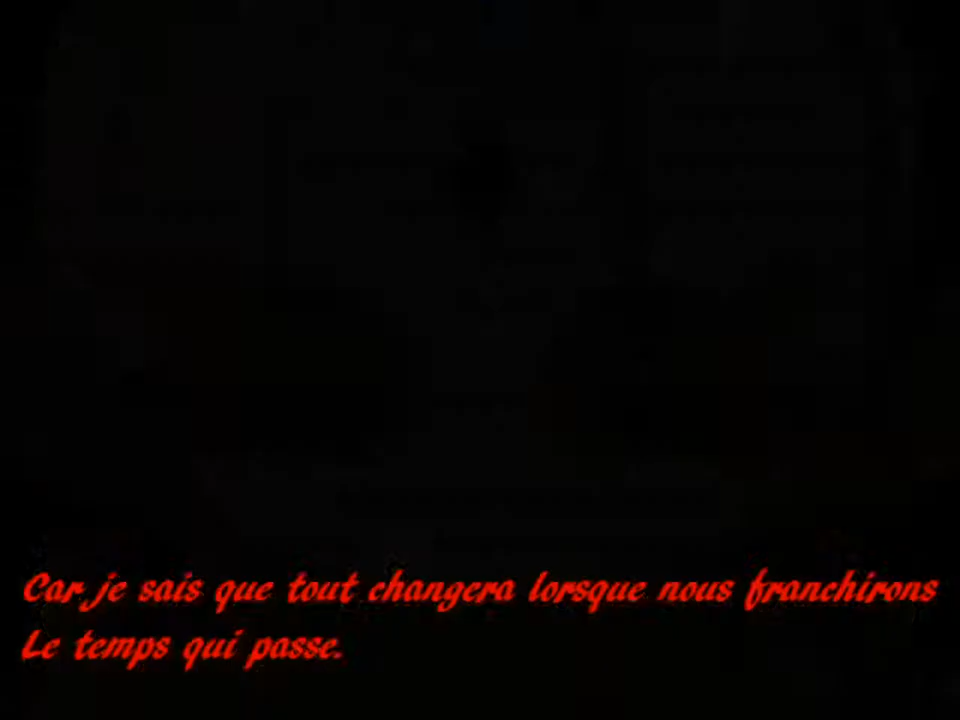 Car je sais que tout changera lorsque nous franchirons
Le temps qui passe.